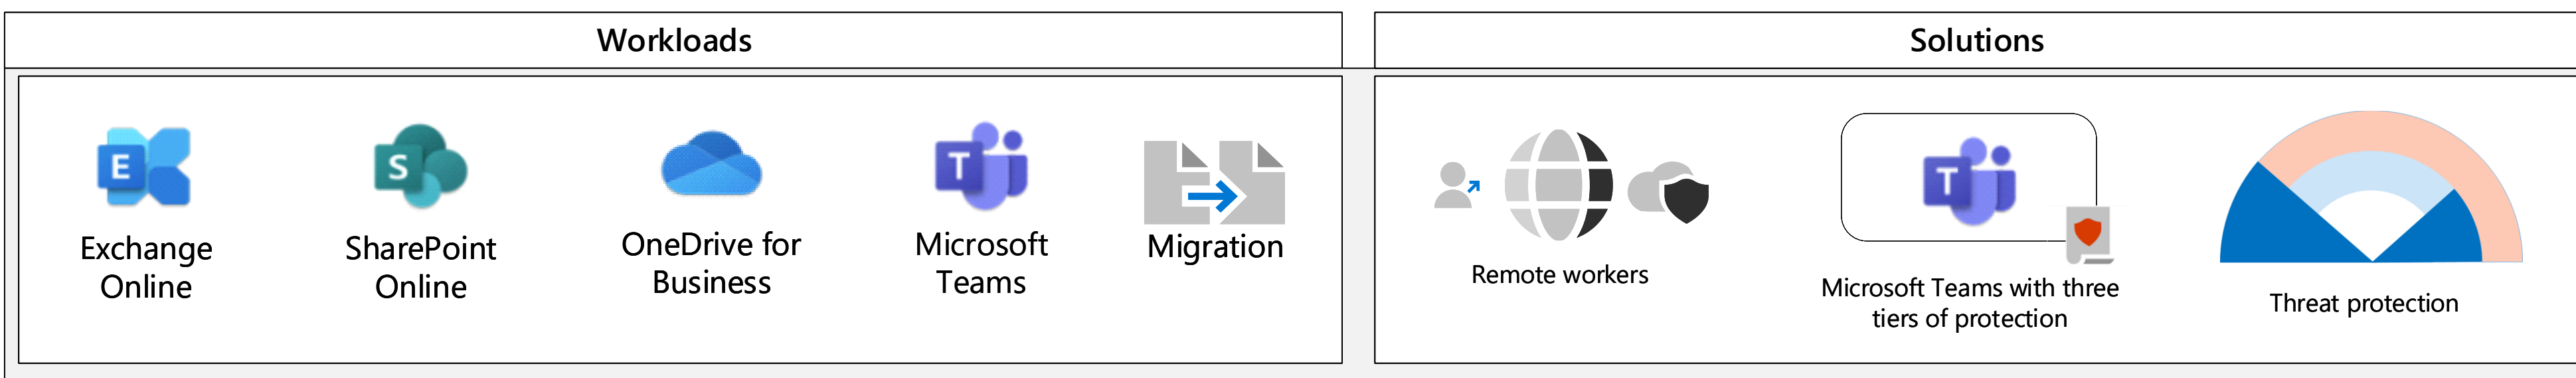 Workloads
Solutions
E
Exchange
Online
S
SharePoint
Online
OneDrive for
Business
T
Microsoft
Teams
Migration
Remote workers
T
Microsoft Teams with three
tiers of protection
Threat protection